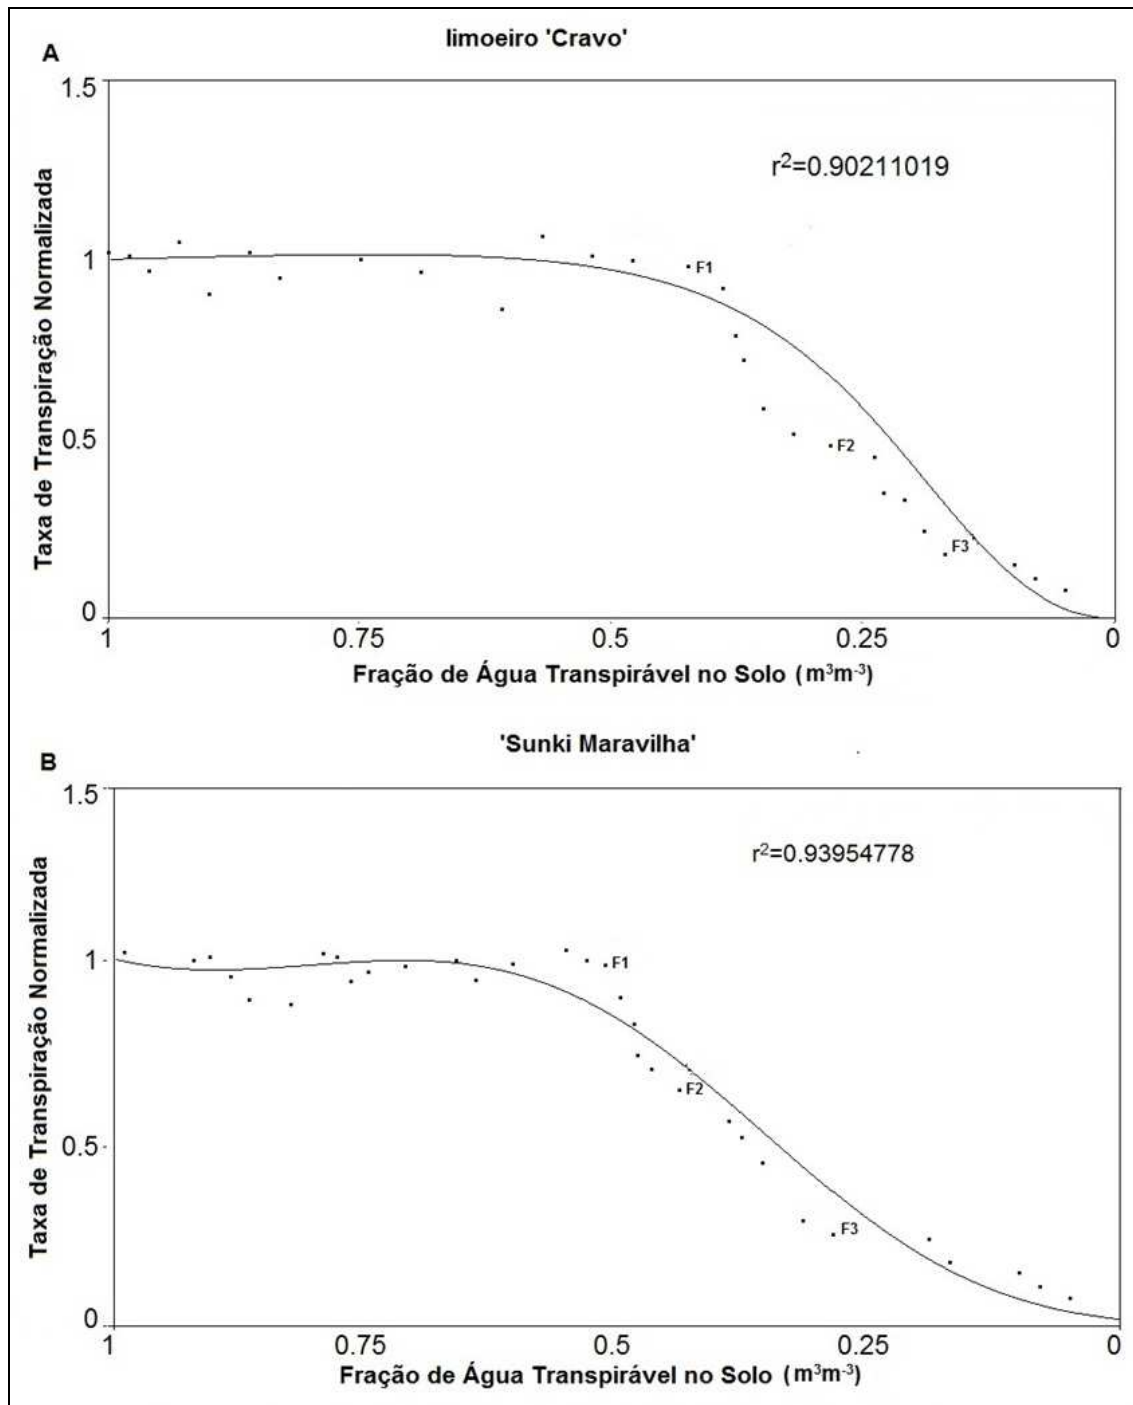 limoeiro 'Cravo'
A
1.5
r²=0.90211019
1
F1
0.5
F2
F3
0
1 0.75 0.5 0.25 0
Taxa de Transpiração Normalizada
Fração de Água Transpirável no Solo (m³m⁻³)
'Sunki Maravilha'
B
1.5
r²=0.93954778
1
F1
F2
0.5
F3
0
1 0.75 0.5 0.25 0
Taxa de Transpiração Normalizada
Fração de Água Transpirável no Solo (m³m⁻³)